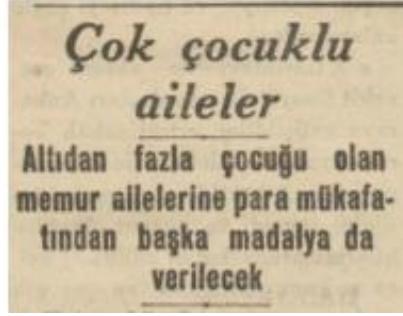 Çok çocuklu
aileler
Altıdan fazla çocuğu olan
memur ailelerine para mükafa-
tından başka madalya da
verilecek